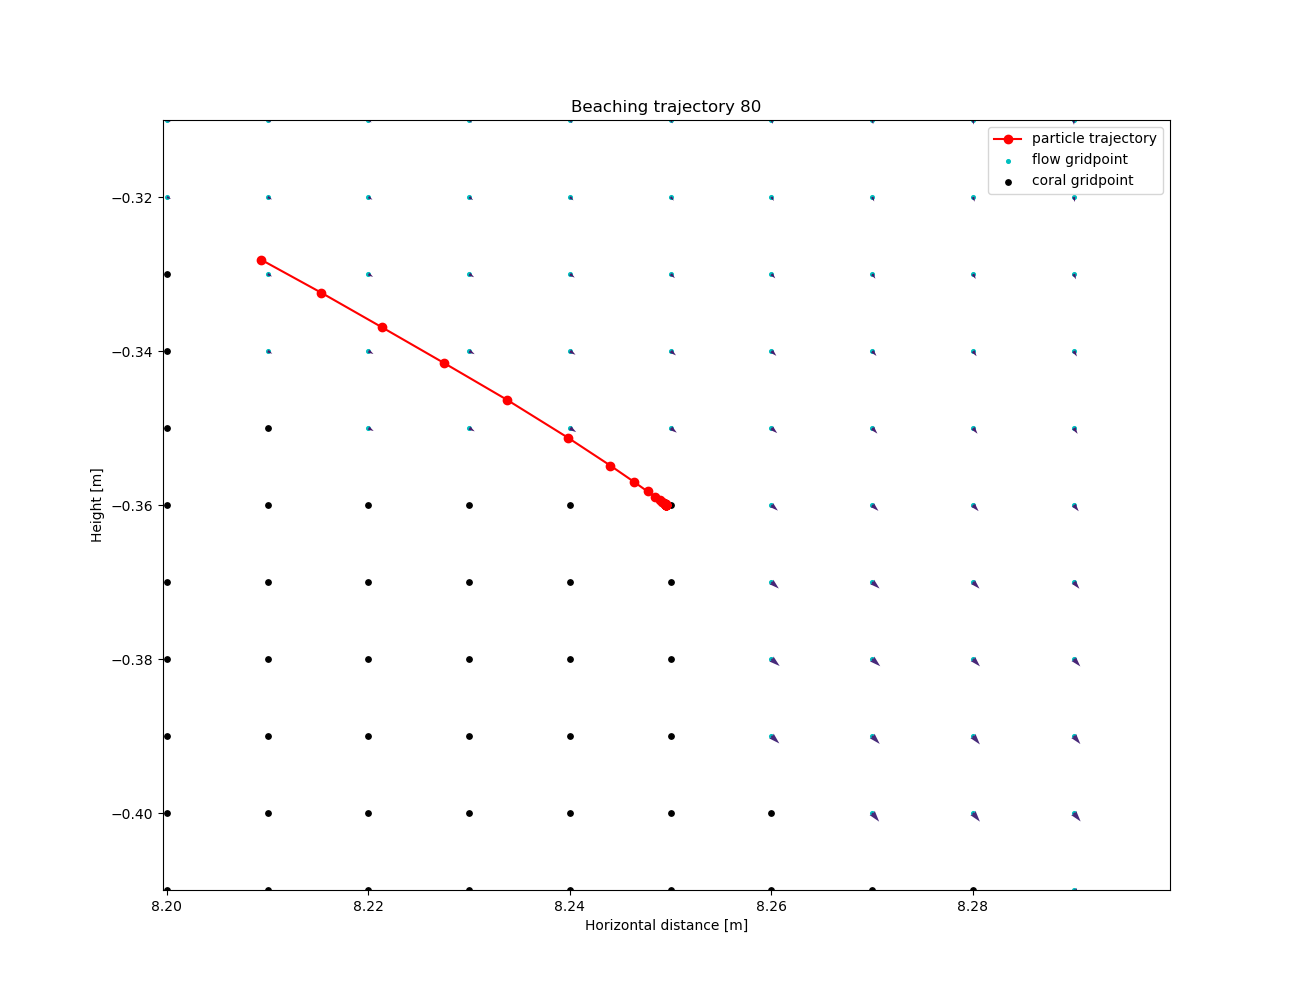 Beaching trajectory 80
particle trajectory
flow gridpoint
coral gridpoint
−0.32
−0.34
−0.36
−0.38
−0.40
Height [m]
8.20 8.22 8.24 8.26 8.28
Horizontal distance [m]